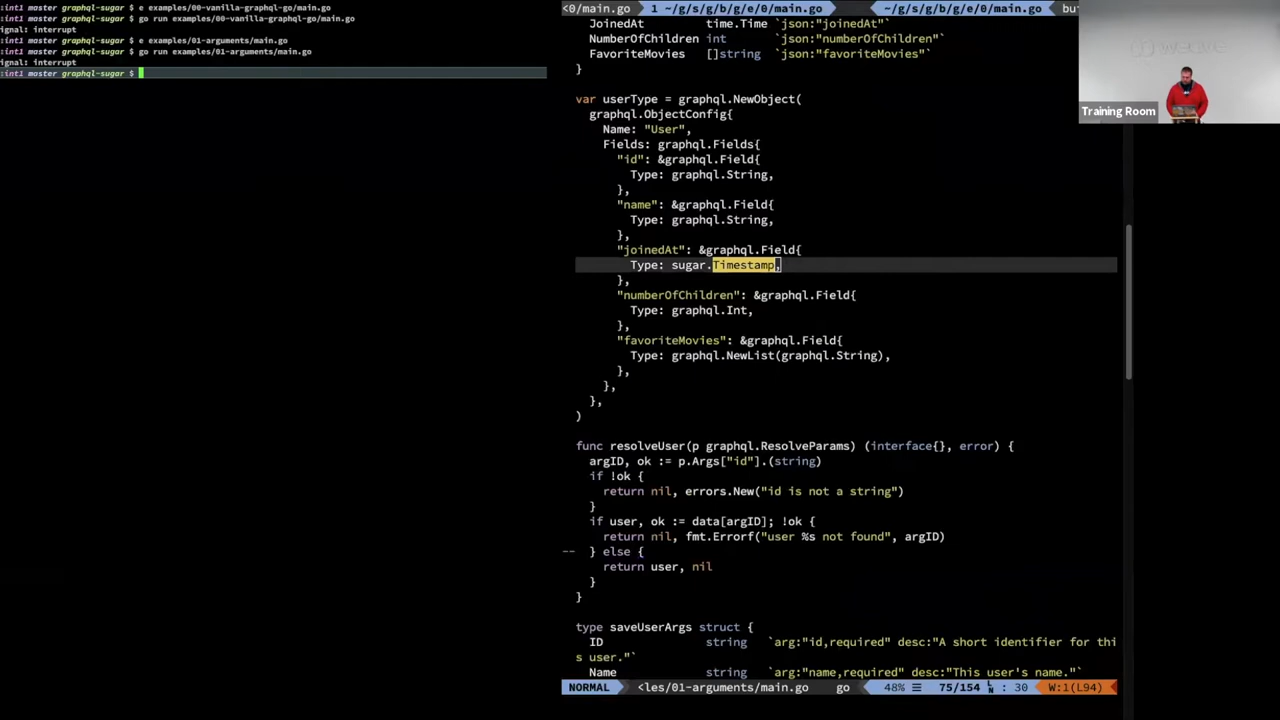 :int1 master graphql-sugar $ e examples/00-vanilla-graphql-go/main.go
:int1 master graphql-sugar $ go run examples/00-vanilla-graphql-go/main.go
ignal: interrupt
:int1 master graphql-sugar $ e examples/01-arguments/main.go
:int1 master graphql-sugar $ go run examples/01-arguments/main.go
ignal: interrupt
:int1 master graphql-sugar $
<0/main.go 1 ~/g/s/g/b/g/e/0/main.go ~/g/s/g/b/g/e/0/main.go bu
JoinedAt time.Time `json:"joinedAt"`
NumberOfChildren int `json:"numberOfChildren"`
FavoriteMovies []string `json:"favoriteMovies"`
}
var userType = graphql.NewObject(
graphql.ObjectConfig{
Name: "User",
Fields: graphql.Fields{
"id": &graphql.Field{
Type: graphql.String,
},
"name": &graphql.Field{
Type: graphql.String,
},
"joinedAt": &graphql.Field{
Type: sugar.Timestamp,
},
"numberOfChildren": &graphql.Field{
Type: graphql.Int,
},
"favoriteMovies": &graphql.Field{
Type: graphql.NewList(graphql.String),
},
},
},
)
func resolveUser(p graphql.ResolveParams) (interface{}, error) {
argID, ok := p.Args["id"].(string)
if !ok {
return nil, errors.New("id is not a string")
}
if user, ok := data[argID]; !ok {
return nil, fmt.Errorf("user %s not found", argID)
-- } else {
return user, nil
}
}
type saveUserArgs struct {
ID string `arg:"id,required" desc:"A short identifier for thi
s user."`
Name string `arg:"name,required" desc:"This user's name."`
NORMAL <les/01-arguments/main.go go 48% ☰ 75/154 LN : 30 W:1(L94)
weave
Training Room